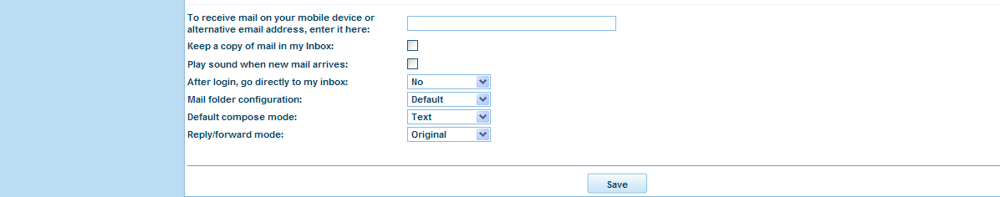 To receive mail on your mobile device or
alternative email address, enter it here:
Keep a copy of mail in my Inbox:
Play sound when new mail arrives:
After login, go directly to my inbox: No
Mail folder configuration: Default
Default compose mode: Text
Reply/forward mode: Original
Save